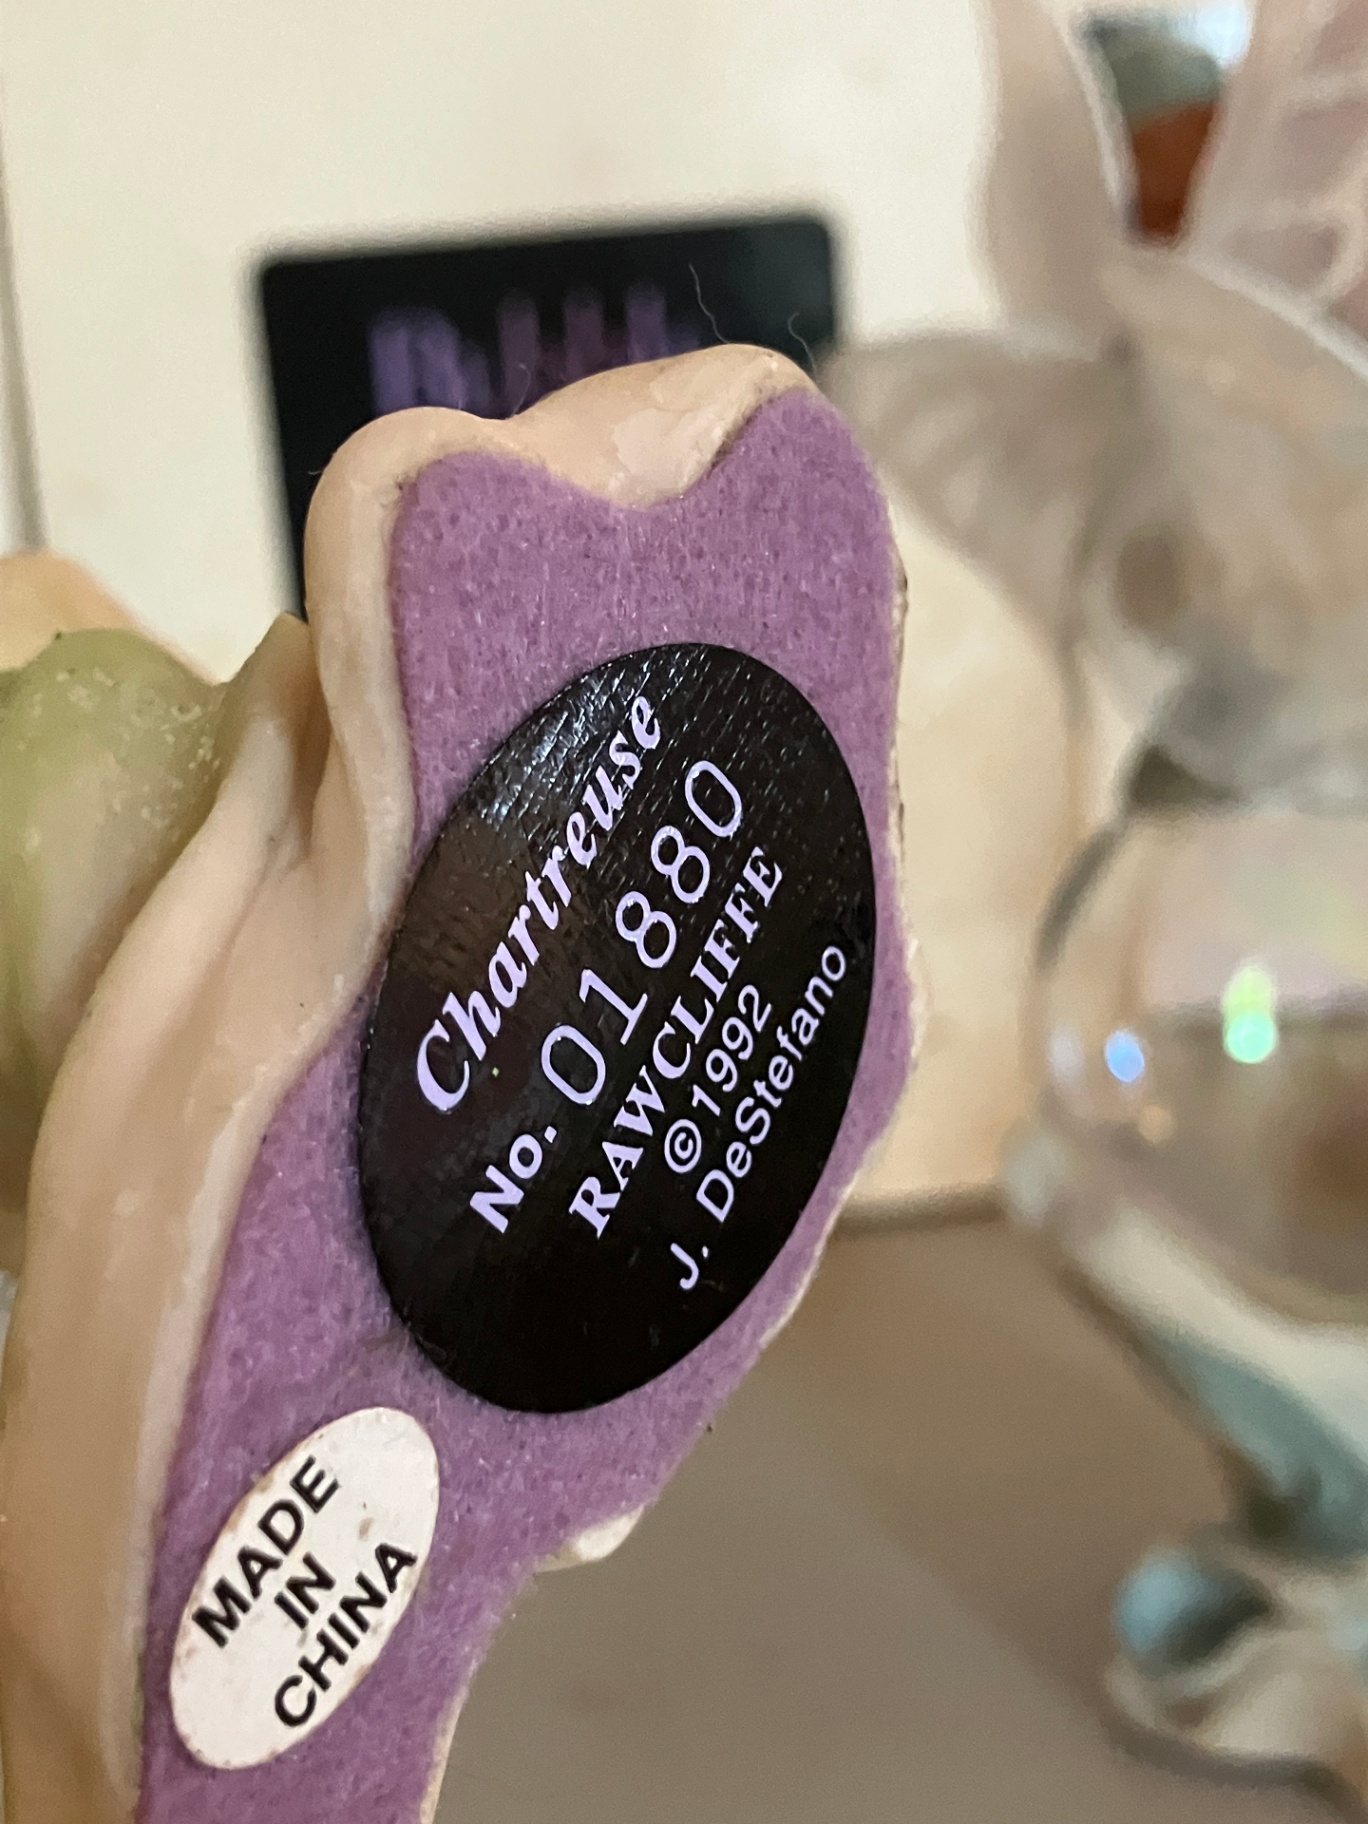 Chartreuse
No. 01880
RAWCLIFFE
© 1992
J. DeStefano
MADE
IN
CHINA